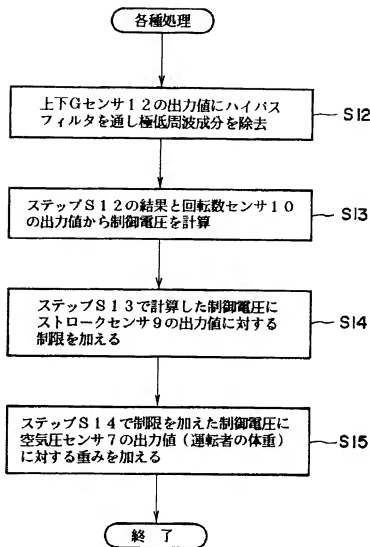 各種処理
上下Gセンサ12の出力値にハイパス
フィルタを通し極低周波成分を除去
S12
ステップS12の結果と回転数センサ10
の出力値から制御電圧を計算
S13
ステップS13で計算した制御電圧に
ストロークセンサ9の出力値に対する
制限を加える
S14
ステップS14で制限を加えた制御電圧に
空気圧センサ7の出力値（運転者の体重）
に対する重みを加える
S15
終了